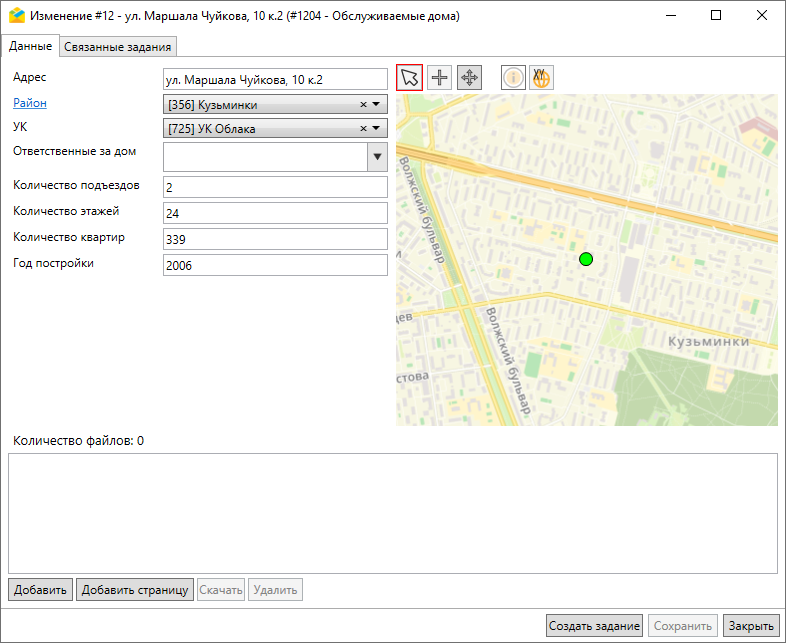 Изменение #12 - ул. Маршала Чуйкова, 10 к.2 (#1204 - Обслуживаемые дома)
Данные Связанные задания
Адрес ул. Маршала Чуйкова, 10 к.2
Район [356] Кузьминки
УК [725] УК Облака
Ответственные за дом
Количество подъездов 2
Количество этажей 24
Количество квартир 339
Год постройки 2006
XY
Волжский бульвар
Волжский бульвар
Кузьминки
Количество файлов: 0
Добавить Добавить страницу Скачать Удалить
Создать задание Сохранить Закрыть